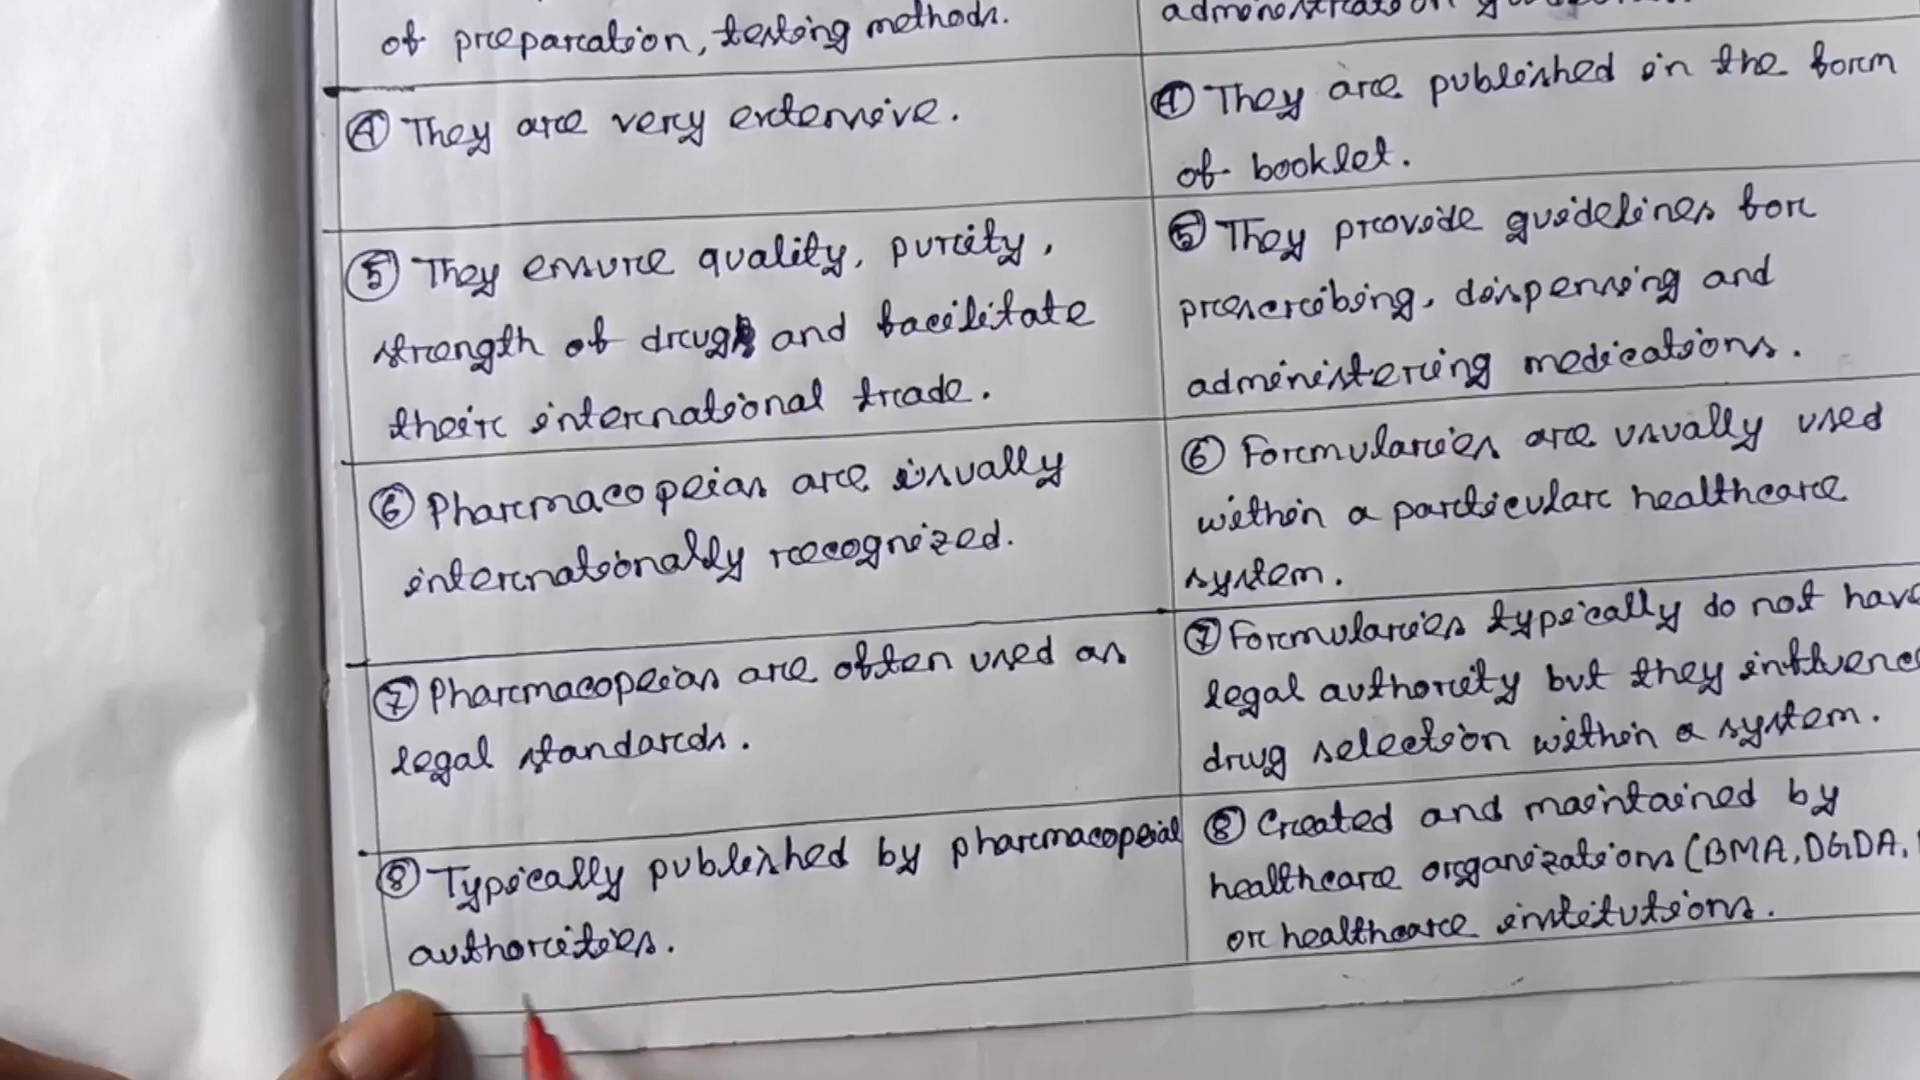 of preparation, testing methods.
④ They are very extensive.
⑤ They ensure quality, purity,
strength of drugs and facilitate
their international trade.
⑥ Pharmacopeias are usually
internationally recognized.
⑦ Pharmacopeias are often used as
legal standards.
⑧ Typically published by pharmacopeial
authorities.
④ They are published in the form
of booklet.
⑤ They provide guidelines for
prescribing, dispensing and
administering medications.
⑥ Formularies are usually used
within a particular healthcare
system.
⑦ Formularies typically do not have
legal authority but they influence
drug selection within a system.
⑧ Created and maintained by
healthcare organizations (BMA, DGDA,
or healthcare institutions.